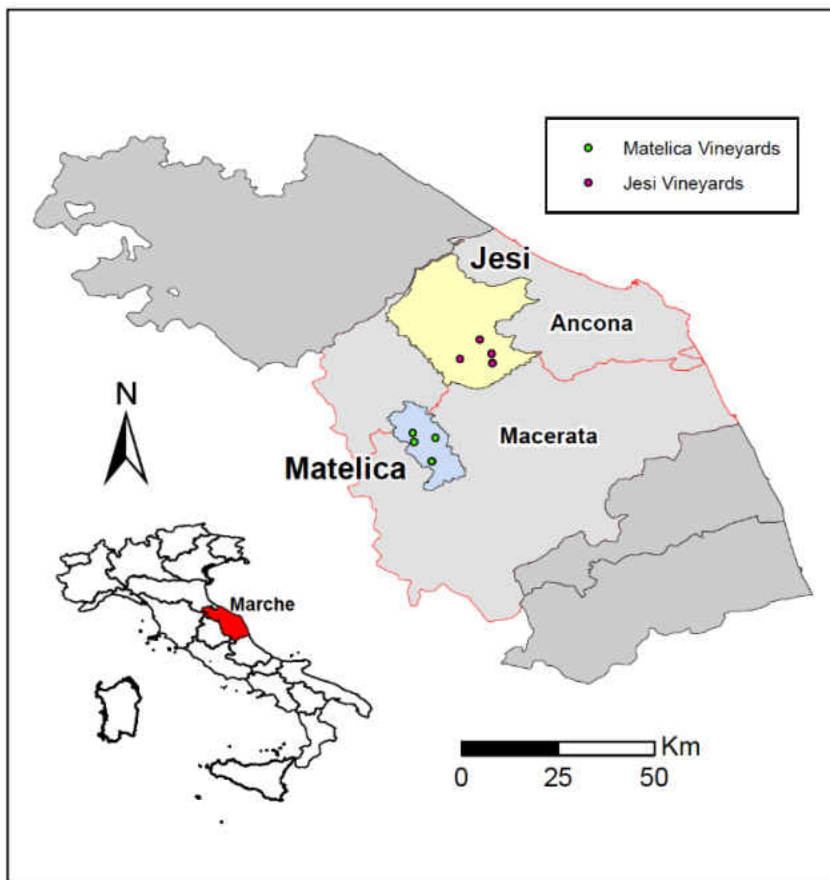 Matelica Vineyards
Jesi Vineyards
Jesi
Ancona
Macerata
Matelica
N
Marche
Km
0 25 50